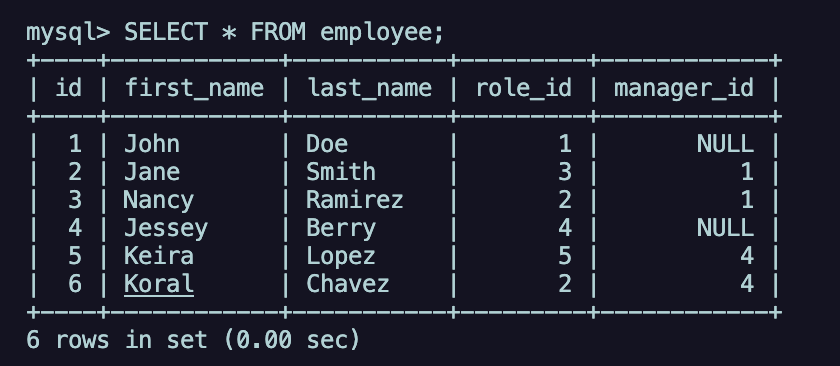 mysql> SELECT * FROM employee;
+----+------------+-----------+---------+------------+
| id | first_name | last_name | role_id | manager_id |
+----+------------+-----------+---------+------------+
|  1 | John       | Doe       |       1 |       NULL |
|  2 | Jane       | Smith     |       3 |          1 |
|  3 | Nancy      | Ramirez   |       2 |          1 |
|  4 | Jessey     | Berry     |       4 |       NULL |
|  5 | Keira      | Lopez     |       5 |          4 |
|  6 | Koral      | Chavez    |       2 |          4 |
+----+------------+-----------+---------+------------+
6 rows in set (0.00 sec)